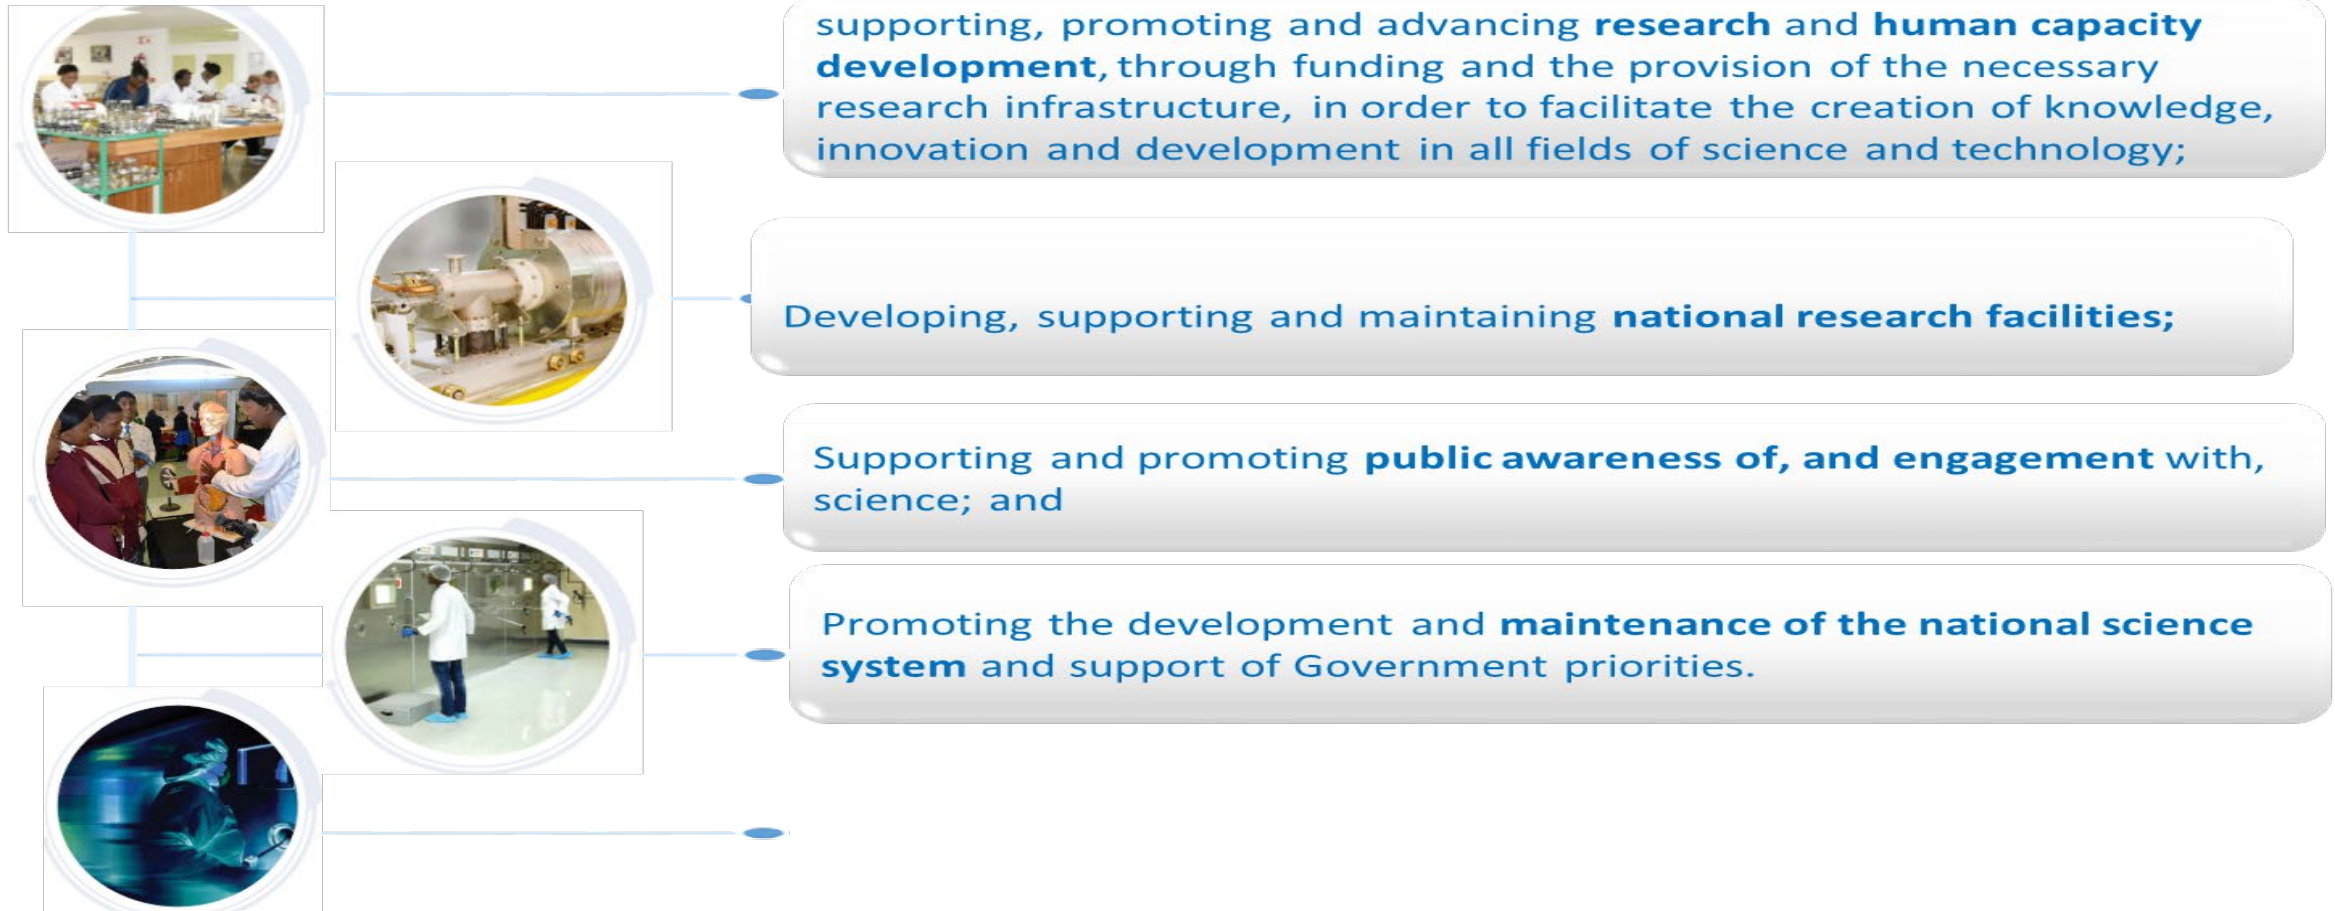 supporting, promoting and advancing research and human capacity
development, through funding and the provision of the necessary
research infrastructure, in order to facilitate the creation of knowledge,
innovation and development in all fields of science and technology;
Developing, supporting and maintaining national research facilities;
Supporting and promoting public awareness of, and engagement with,
science; and
Promoting the development and maintenance of the national science
system and support of Government priorities.